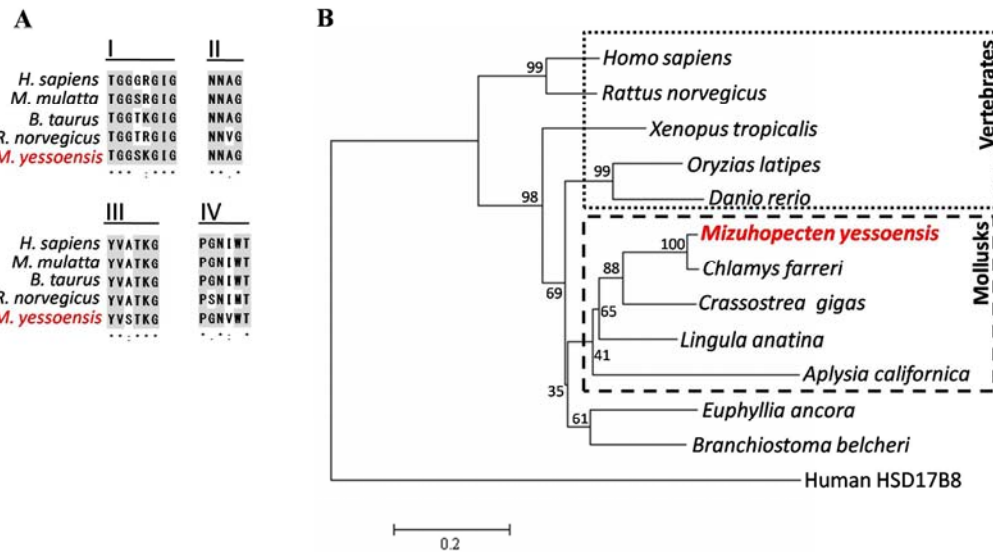 A
I II
H. sapiens TGGGRGIG NNAG
M. mulatta TGGSRGIG NNAG
B. taurus TGGTKGIG NNAG
R. norvegicus TGGTRGIG NNVG
M. yessoensis TGGSKGIG NNAG
*** :*** **.*
III IV
H. sapiens YVATKG PGNIWT
M. mulatta YVATKG PGNIWT
B. taurus YVATKG PGNIWT
R. norvegicus YVATKG PSNIWT
M. yessoensis YVSTKG PGNVWT
**:*** *.*:**
B
99
Homo sapiens
Rattus norvegicus
Xenopus tropicalis
98
99
Oryzias latipes
Danio rerio
Vertebrates
69
100
Mizuhopecten yessoensis
88
Chlamys farreri
Crassostrea gigas
65
Lingula anatina
41
Aplysia californica
Mollusks
35
Euphyllia ancora
61
Branchiostoma belcheri
Human HSD17B8
0.2